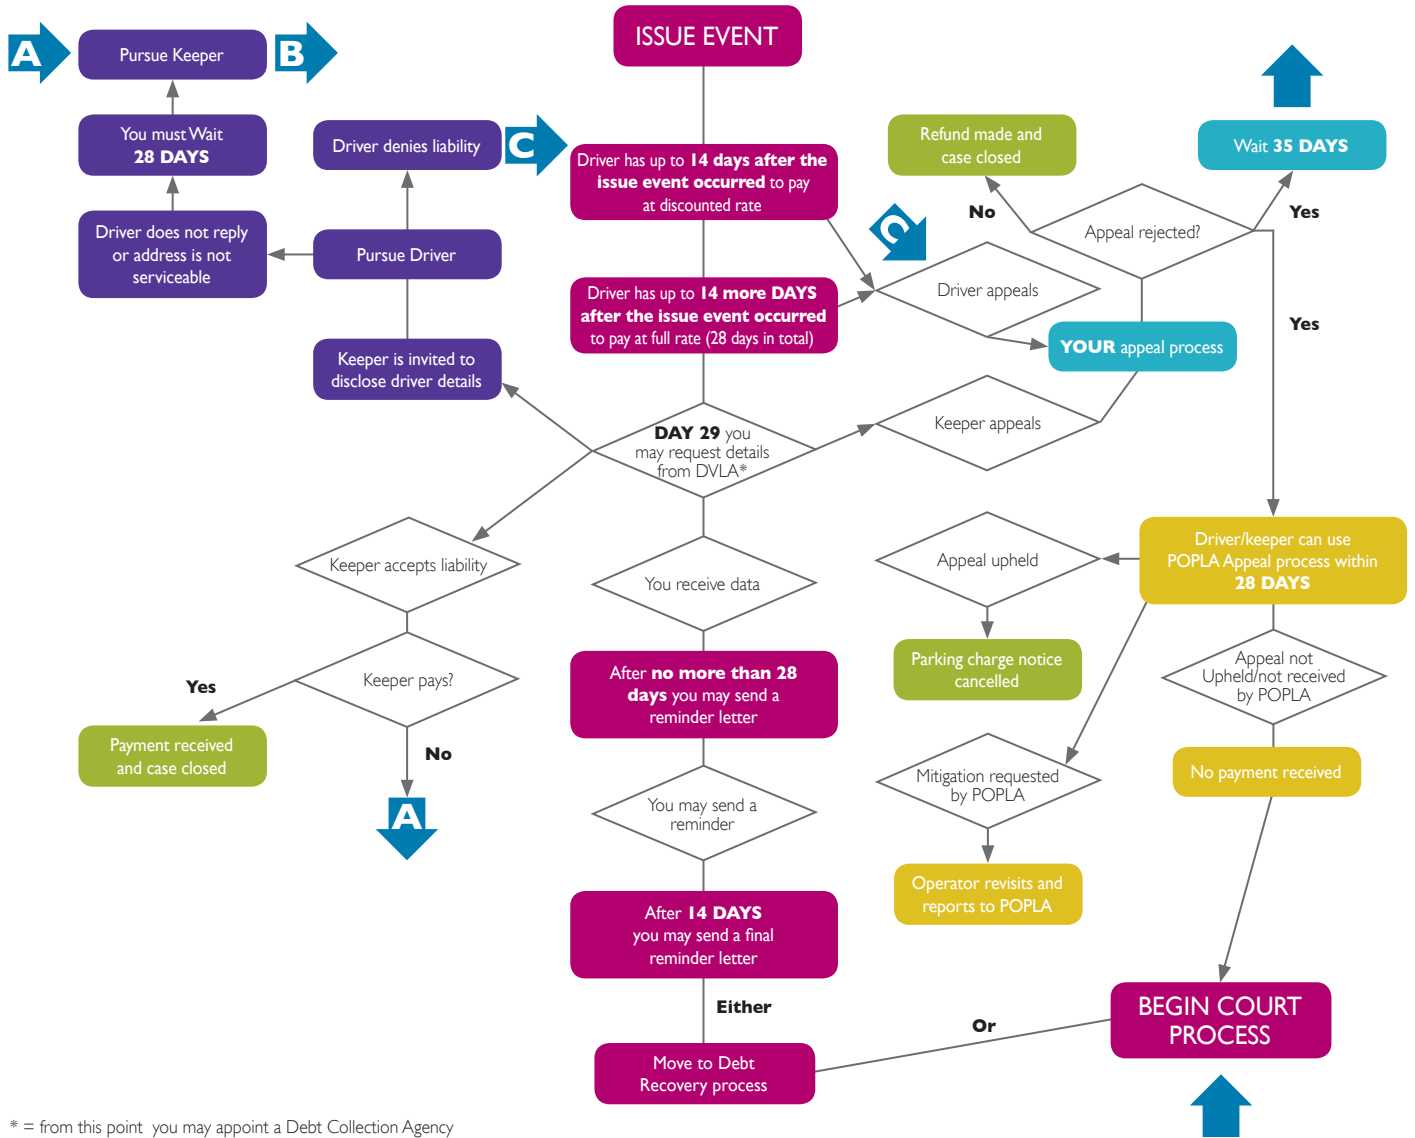 ISSUE EVENT
A
Pursue Keeper
B
You must Wait
28 DAYS
Driver does not reply
or address is not
serviceable
Driver denies liability
C
Pursue Driver
Keeper is invited to
disclose driver details
Driver has up to 14 days after the
issue event occurred to pay
at discounted rate
Driver has up to 14 more DAYS
after the issue event occurred
to pay at full rate (28 days in total)
DAY 29 you
may request details
from DVLA*
Refund made and
case closed
Wait 35 DAYS
No
Yes
Appeal rejected?
C
Driver appeals
YOUR appeal process
Yes
Keeper appeals
Keeper accepts liability
Keeper pays?
Yes
Payment received
and case closed
No
A
You receive data
After no more than 28
days you may send a
reminder letter
You may send a
reminder
After 14 DAYS
you may send a final
reminder letter
Either
Move to Debt
Recovery process
Or
Appeal upheld
Parking charge notice
cancelled
Driver/keeper can use
POPLA Appeal process within
28 DAYS
Appeal not
Upheld/not received
by POPLA
No payment received
Mitigation requested
by POPLA
Operator revisits and
reports to POPLA
BEGIN COURT
PROCESS
* = from this point you may appoint a Debt Collection Agency